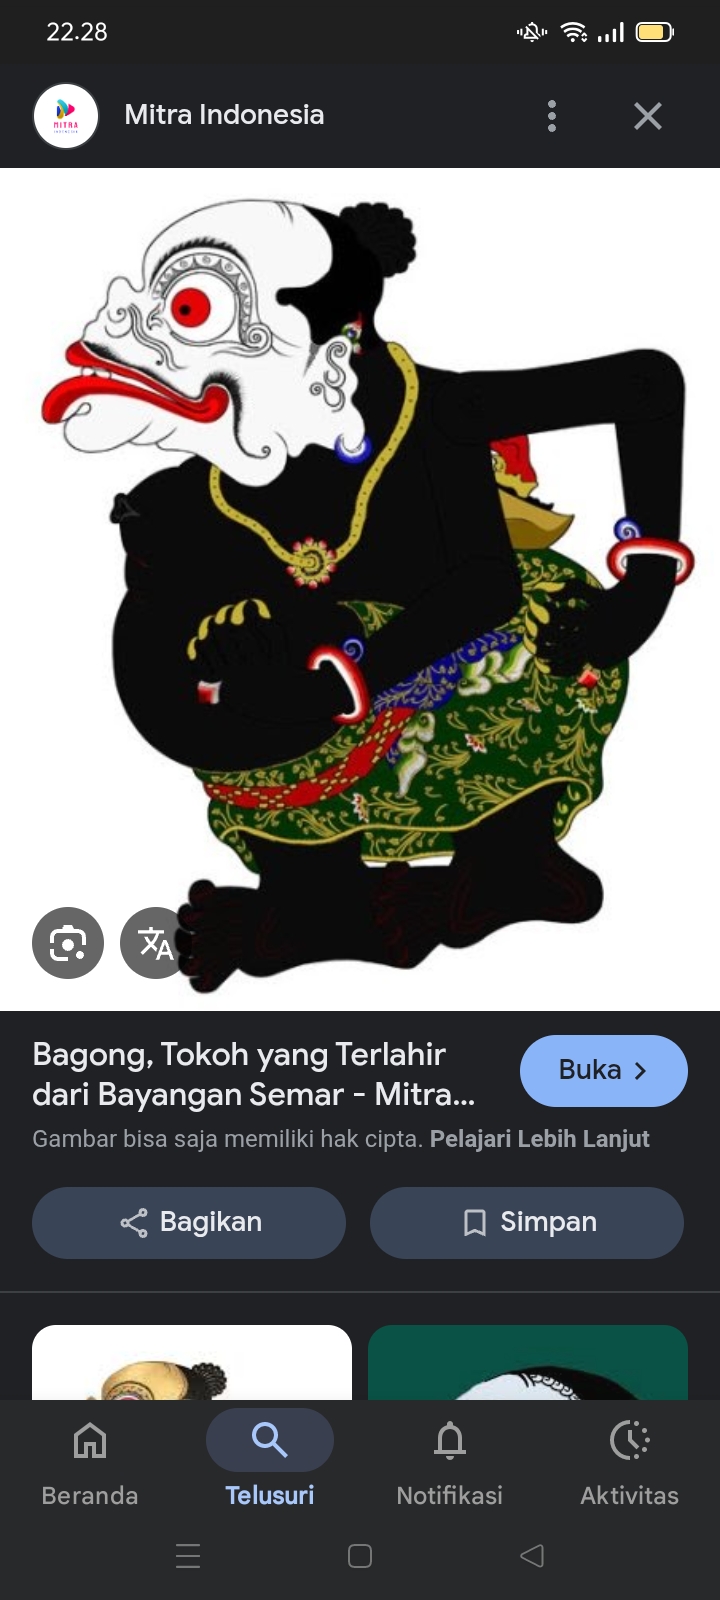 22.28
MITRA
Mitra Indonesia
Bagong, Tokoh yang Terlahir
dari Bayangan Semar - Mitra...
Buka
Gambar bisa saja memiliki hak cipta. Pelajari Lebih Lanjut
Bagikan
Simpan
Beranda
Telusuri
Notifikasi
Aktivitas